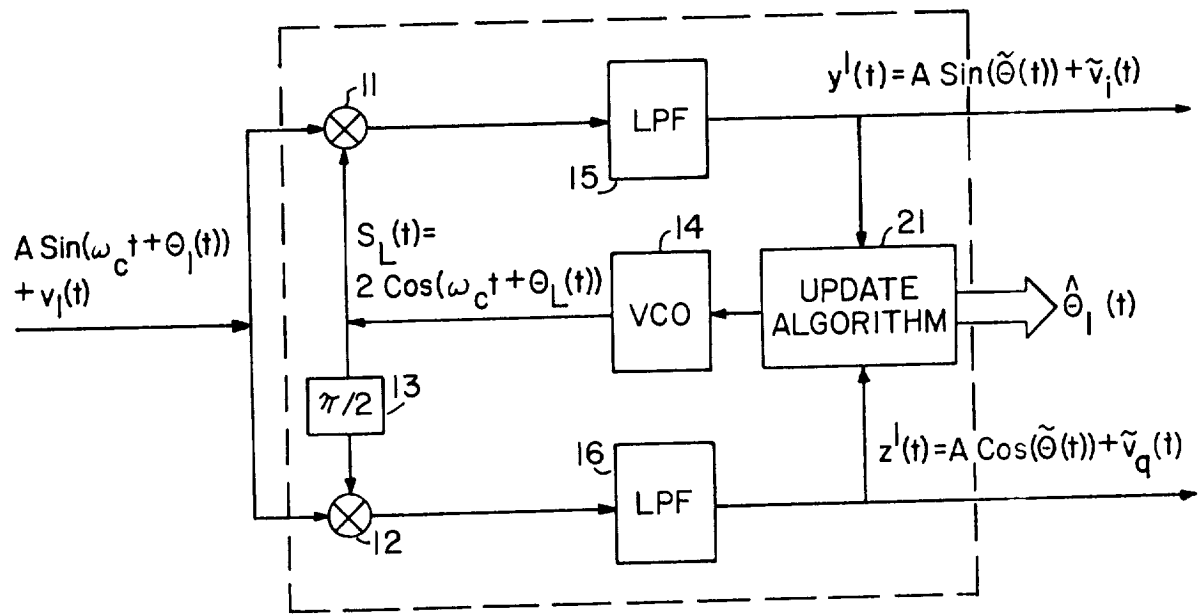 11
y'(t) = A Sin(θ̃(t)) + ṽ_i(t)
LPF
15
A Sin(ω_c t + θ_I(t))
+ v_I(t)
S_L(t) =
2 Cos(ω_c t + θ_L(t))
14
VCO
21
UPDATE
ALGORITHM
θ̂_I (t)
π/2
13
16
LPF
z'(t) = A Cos(θ̃(t)) + ṽ_q(t)
12